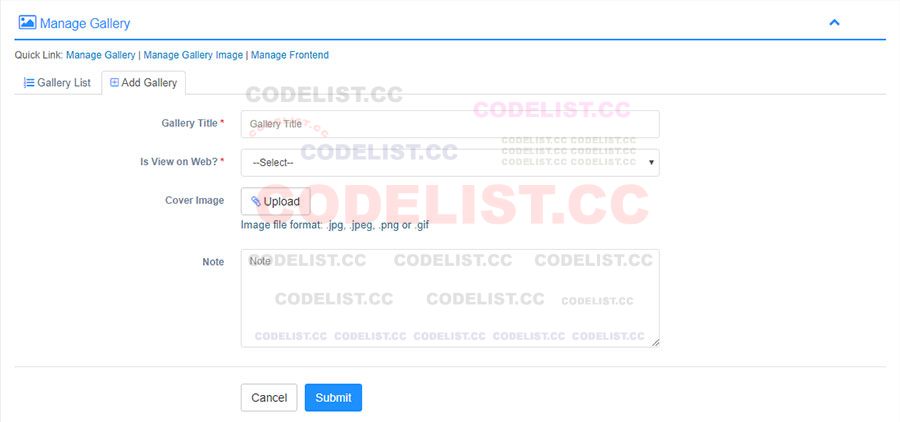 Manage Gallery
Quick Link: Manage Gallery | Manage Gallery Image | Manage Frontend
Gallery List
Add Gallery
CODELIST.CC
CODELIST.CC
Gallery Title *
Gallery Title
CODELIST.CC
CODELIST.CC CODELIST.CC
CODELIST.CC CODELIST.CC
CODELIST.CC CODELIST.CC
CODELIST.CC
Is View on Web? *
--Select--
Cover Image
Upload
CODELIST.CC
Image file format: .jpg, .jpeg, .png or .gif
Note
Note
CODELIST.CC CODELIST.CC CODELIST.CC
CODELIST.CC CODELIST.CC CODELIST.CC
CODELIST.CC CODELIST.CC CODELIST.CC CODELIST.CC CODELIST.CC
Cancel
Submit